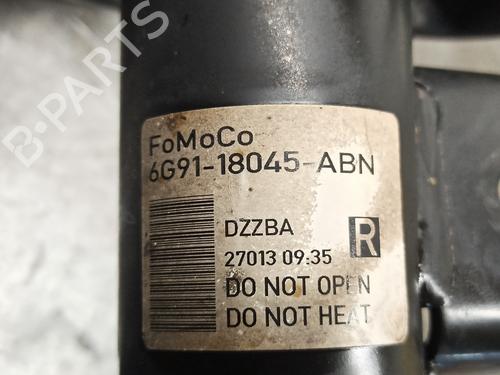 B-PARTS
FoMoCo
6G91-18045-ABN
DZZBA
R
27013 09:35
DO NOT OPEN
DO NOT HEAT